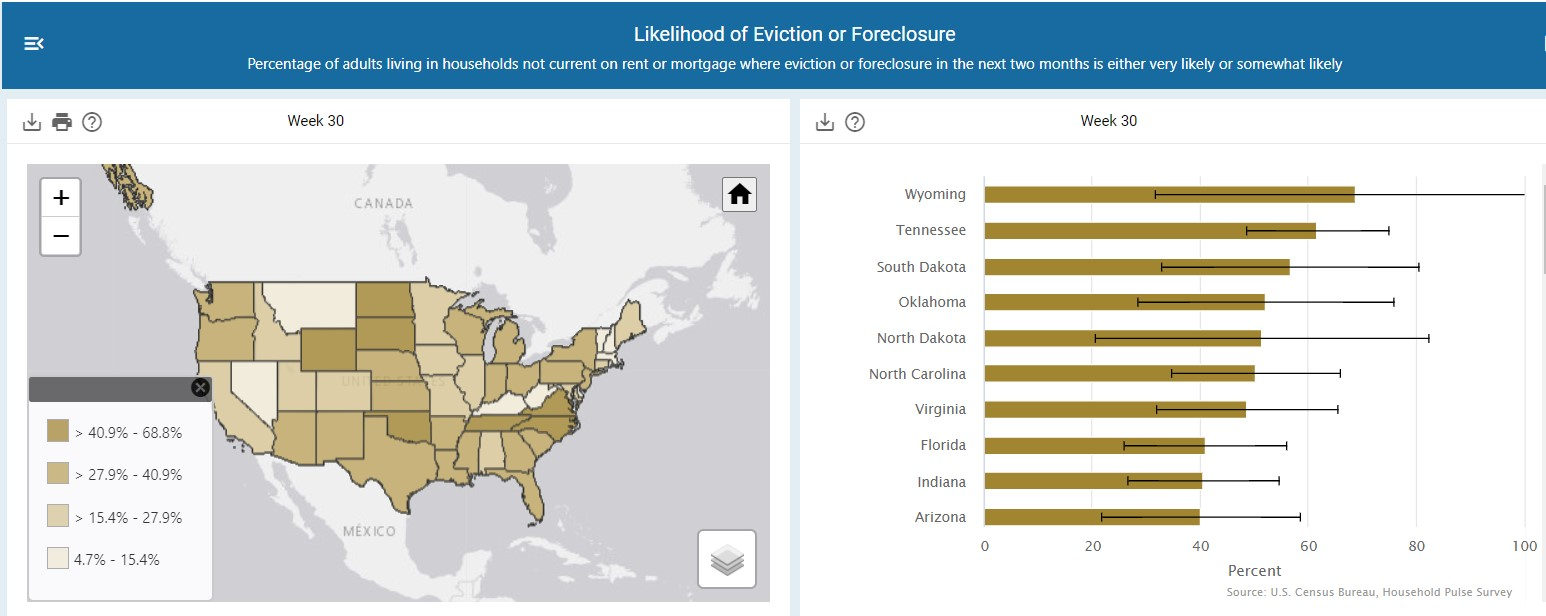 Likelihood of Eviction or Foreclosure
Percentage of adults living in households not current on rent or mortgage where eviction or foreclosure in the next two months is either very likely or somewhat likely
Week 30
+
−
CANADA
UNITED STATES
MÉXICO
> 40.9% - 68.8%
> 27.9% - 40.9%
> 15.4% - 27.9%
4.7% - 15.4%
Week 30
Wyoming
Tennessee
South Dakota
Oklahoma
North Dakota
North Carolina
Virginia
Florida
Indiana
Arizona
0 20 40 60 80 100
Percent
Source: U.S. Census Bureau, Household Pulse Survey